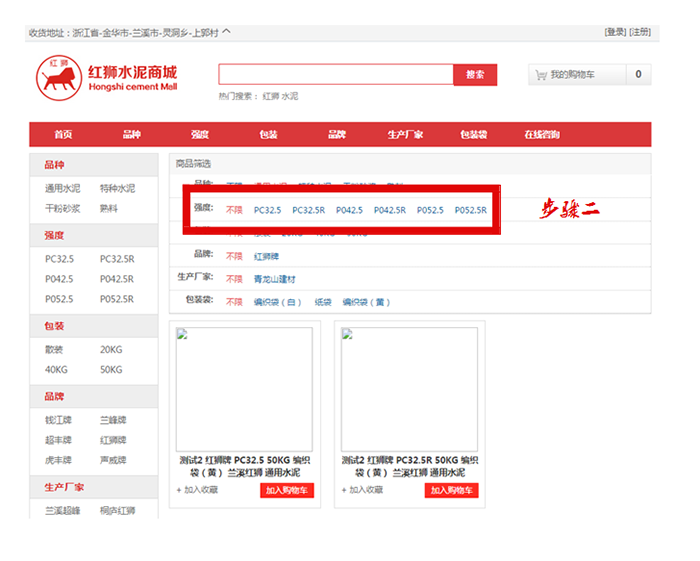 收货地址：浙江省-金华市-兰溪市-灵洞乡-上郭村
[登录] [注册]
红狮
红狮水泥商城
Hongshi cement Mall
搜索
我的购物车 0
热门搜索： 红狮 水泥
首页 品种 强度 包装 品牌 生产厂家 包装袋 在线咨询
品种
通用水泥 特种水泥
干粉砂浆 熟料
强度
PC32.5 PC32.5R
P042.5 P042.5R
P052.5 P052.5R
包装
散装 20KG
40KG 50KG
品牌
钱江牌 兰峰牌
超丰牌 红狮牌
虎丰牌 声威牌
生产厂家
兰溪超峰 桐庐红狮
商品筛选
强度: 不限 PC32.5 PC32.5R P042.5 P042.5R P052.5 P052.5R
步骤二
品牌: 不限 红狮牌
生产厂家: 不限 青龙山建材
包装袋: 不限 编织袋（白） 纸袋 编织袋（黄）
测试2 红狮牌 PC32.5 50KG 编织
袋（黄） 兰溪红狮 通用水泥
+ 加入收藏 加入购物车
测试2 红狮牌 PC32.5R 50KG 编织
袋（黄） 兰溪红狮 通用水泥
+ 加入收藏 加入购物车